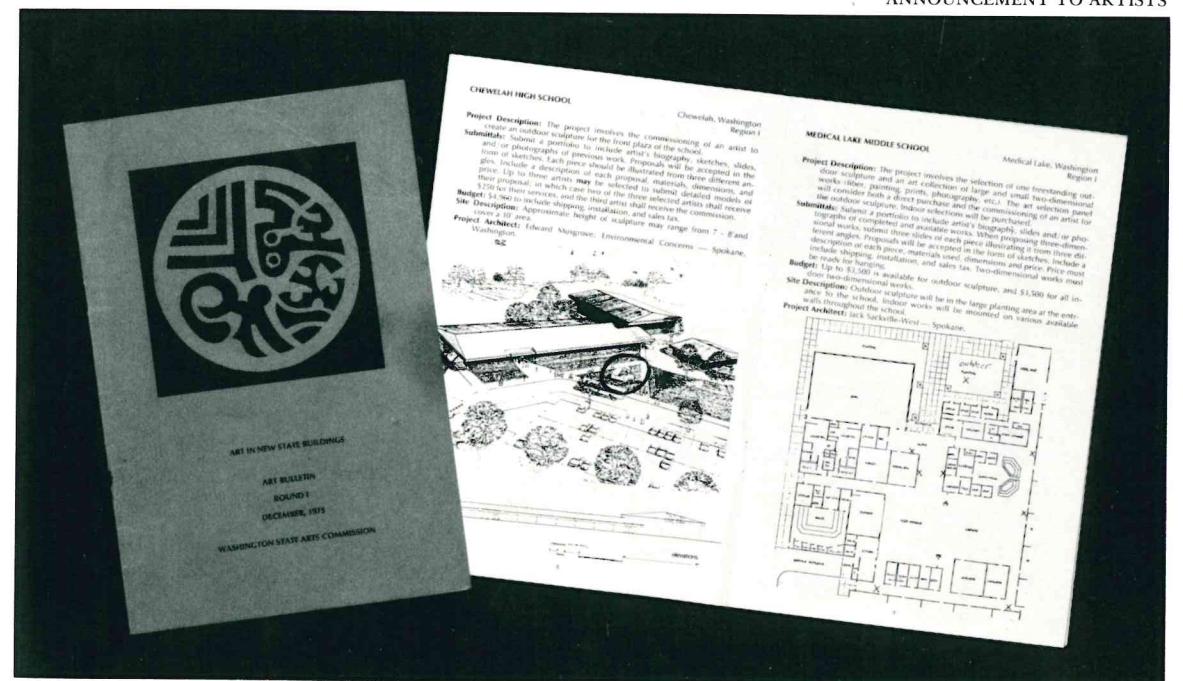 ANNOUNCEMENT TO ARTISTS
ART IN NEW STATE BUILDINGS
ART BULLETIN
ROUND I
DECEMBER, 1975
WASHINGTON STATE ARTS COMMISSION
CHEWELAH HIGH SCHOOL
Chewelah, Washington
Region I
Project Description: The project involves the commissioning of an artist to
create an outdoor sculpture for the front plaza of the school.
Submittals: Submit a portfolio to include artist's biography, sketches, slides,
and/or photographs of previous work. Proposals will be accepted in the
form of sketches. Each piece should be illustrated from three different an-
gles. Include a description of each proposal, materials, dimensions, and
price. Up to three artists may be selected to submit detailed models of
their proposal, in which case two of the three selected artists shall receive
$250 for their services, and the third artist shall receive the commission.
Budget: $4,960 to include shipping, installation, and sales tax.
Site Description: Approximate height of sculpture may range from 7' - 8' and
cover a 10' area.
Project Architect: Edward Musgrove, Environmental Concerns — Spokane,
Washington.
ELEVATIONS
MEDICAL LAKE MIDDLE SCHOOL
Medical Lake, Washington
Region I
Project Description: The project involves the selection of one freestanding out-
door sculpture and an art collection of large and small two-dimensional
works (fiber, painting, prints, photography, etc.). The art selection panel
will consider both a direct purchase and the commissioning of an artist for
the outdoor sculpture. Indoor selections will be purchased.
Submittals: Submit a portfolio to include artist's biography, slides and/or pho-
tographs of completed and available works. When proposing three-dimen-
sional works, submit three slides of each piece illustrating it from three dif-
ferent angles. Proposals will be accepted in the form of sketches. Include a
description of each piece, materials used, dimensions and price. Price must
include shipping, installation, and sales tax. Two-dimensional works must
be ready for hanging.
Budget: Up to $3,500 is available for outdoor sculpture, and $1,500 for all in-
door two-dimensional works.
Site Description: Outdoor sculpture will be in the large planting area at the entr-
ance to the school. Indoor works will be mounted on various available
walls throughout the school.
Project Architect: Jack Sackville-West — Spokane.
outdoor